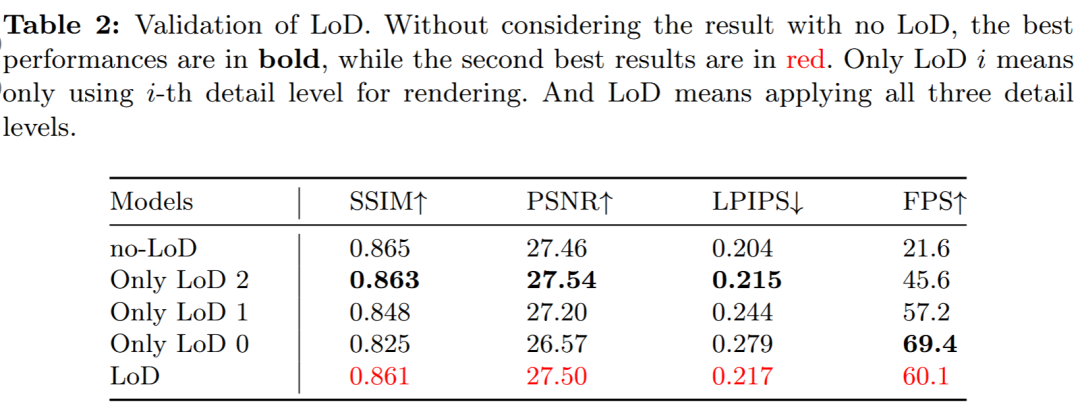 Table 2: Validation of LoD. Without considering the result with no LoD, the best
performances are in bold, while the second best results are in red. Only LoD i means
only using i-th detail level for rendering. And LoD means applying all three detail
levels.
Models SSIM↑ PSNR↑ LPIPS↓ FPS↑
no-LoD 0.865 27.46 0.204 21.6
Only LoD 2 0.863 27.54 0.215 45.6
Only LoD 1 0.848 27.20 0.244 57.2
Only LoD 0 0.825 26.57 0.279 69.4
LoD 0.861 27.50 0.217 60.1